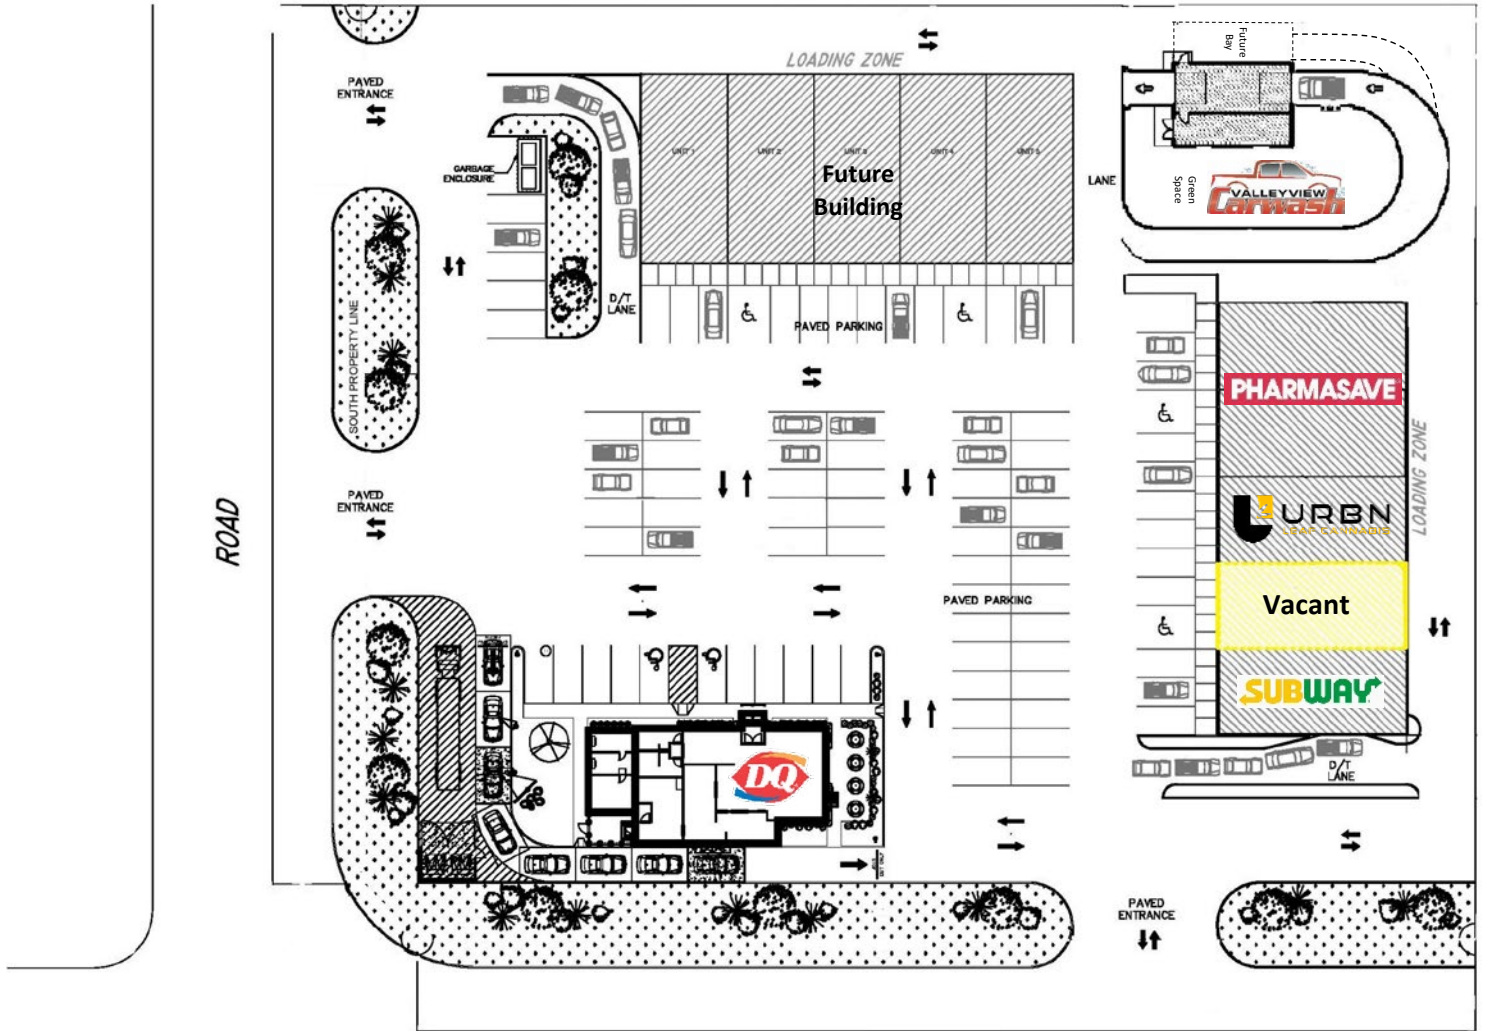 Future
Bay
LOADING ZONE
PAVED
ENTRANCE
GARBAGE
ENCLOSURE
UNIT 1
UNIT 2
UNIT 3
UNIT 4
UNIT 5
Future
Building
LANE
Green
Space
VALLEYVIEW
Carwash
D/T
LANE
PAVED PARKING
SOUTH PROPERTY LINE
PHARMASAVE
LOADING ZONE
PAVED
ENTRANCE
ROAD
URBN
LEAF CANNABIS
PAVED PARKING
Vacant
SUBWAY
DQ
D/T
LANE
PAVED
ENTRANCE